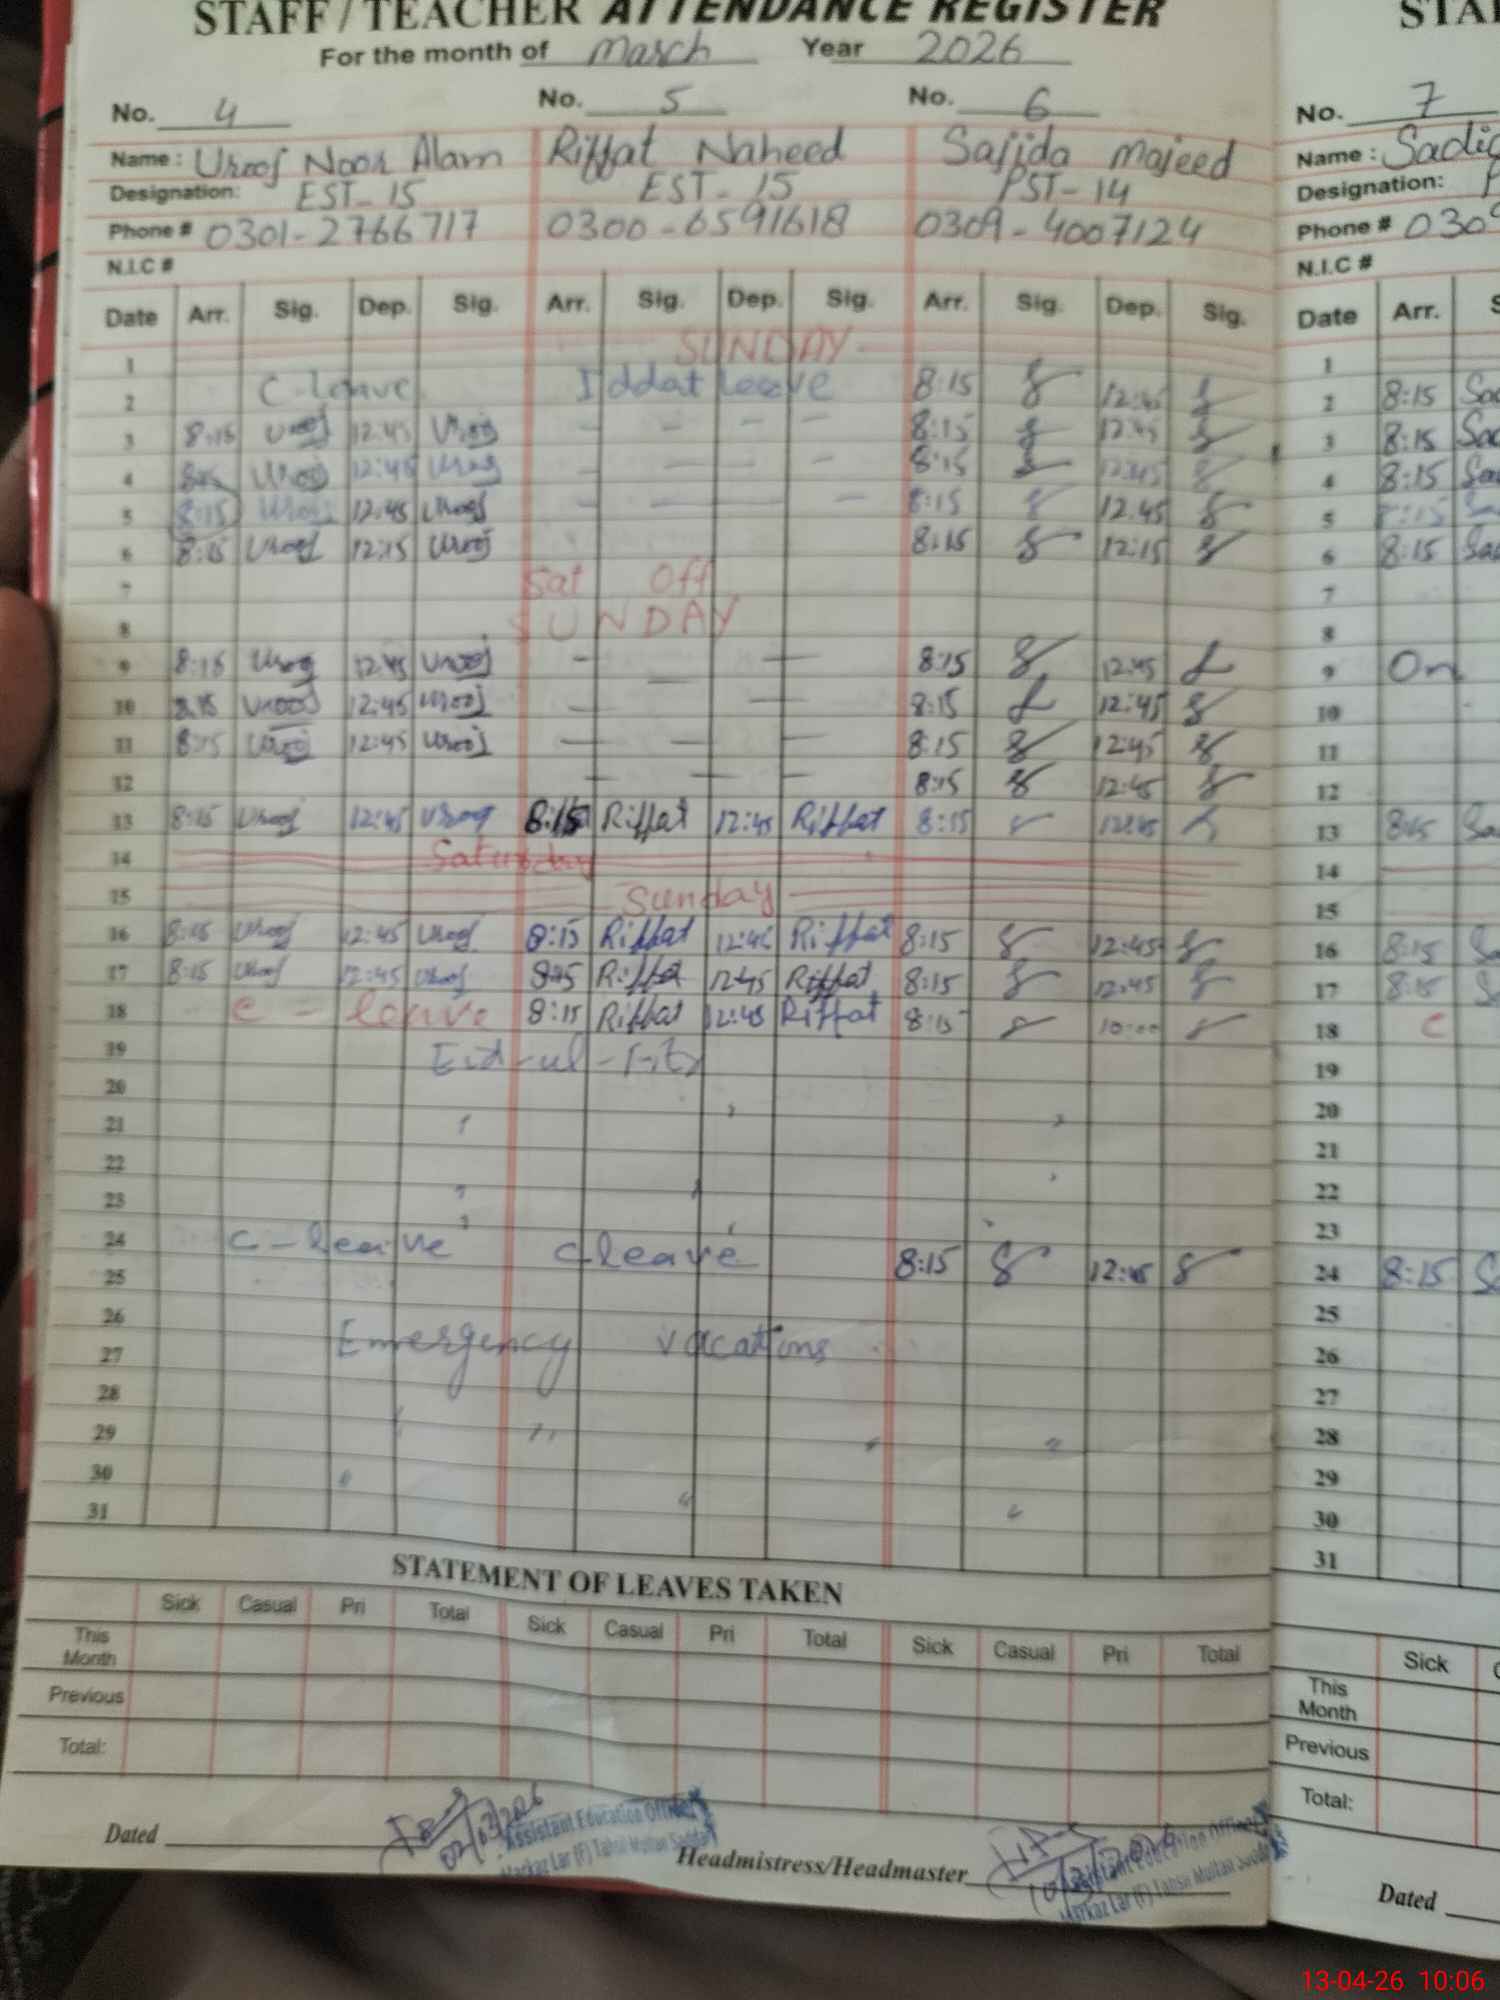 STAFF / TEACHER ATTENDANCE REGISTER
For the month of March Year 2026
No. 4 No. 5 No. 6
Name : Urooj Noor Alam Riffat Naheed Sajida Majeed
Designation: EST-15 EST-15 PST-14
Phone # 0301-2766717 0300-6591618 0309-4007124
N.I.C #
Date Arr. Sig. Dep. Sig. Arr. Sig. Dep. Sig. Arr. Sig. Dep. Sig.
1 SUNDAY
2 C-leave Iddat leave 8:15 12:45
3 8:15 Urooj 12:45 Urooj - - - - 8:15 12:45
4 Urooj 12:45 Urooj - - - 8:15 12:45
5 8:15 Urooj 12:45 Urooj - - - - 8:15 12:45
6 8:15 Urooj 12:15 Urooj 8:15 12:15
7 Sat Off
8 SUNDAY
9 8:15 Urooj 12:45 Urooj - - - 8:15 12:45
10 8:15 Urooj 12:45 Urooj - - 8:15 12:45
11 8:15 Urooj 12:45 Urooj - - - 8:15 12:45
12 - - - 8:15 12:45
13 8:15 Urooj 12:45 Urooj 8:15 Riffat 12:45 Riffat 8:15 12:45
14 Saturday
15 Sunday
16 8:15 Urooj 12:45 Urooj 8:15 Riffat 12:45 Riffat 8:15 12:45
17 8:15 Urooj 12:45 Urooj 8:15 Riffat 12:45 Riffat 8:15 12:45
18 C-leave 8:15 Riffat 12:45 Riffat 8:15 10:00
19 Eid-ul-Fitr
20
21
22
23
24 C-leave C leave 8:15 12:45
25
26
27 Emergency vacations
28
29
30
31
STATEMENT OF LEAVES TAKEN
Sick Casual Pri Total Sick Casual Pri Total Sick Casual Pri Total
This Month
Previous
Total:
Dated
02/03/2026
Assistant Education Officer
Markaz Lar (F) Tahsil Multan Saddar
Headmistress/Headmaster
Assistant Education Officer
Markaz Lar (F) Tahsil Multan Saddar
No. 7
Name :
Designation:
Phone #
N.I.C #
Date Arr.
1
2 8:15
3 8:15
4 8:15
5 8:15
6 8:15
7
8
9 On
10
11
12
13 8:15
14
15
16 8:15
17 8:15
18 C
19
20
21
22
23
24 8:15
25
26
27
28
29
30
31
Sick
This Month
Previous
Total:
Dated
13-04-26 10:06